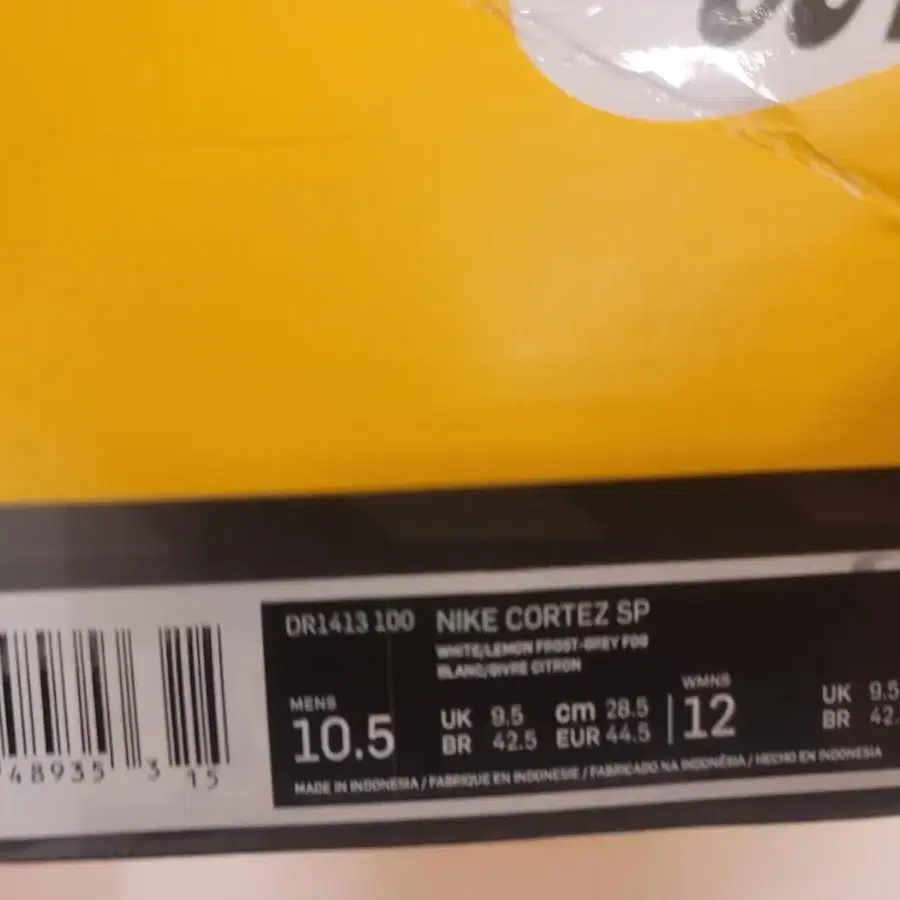 DR1413 100 NIKE CORTEZ SP
WHITE/LEMON FROST-GREY FOG
BLANC/GIVRE CITRON
MENS
10.5
UK 9.5 cm 28.5
BR 42.5 EUR 44.5
WMNS
12
UK 9.5
BR 42.
MADE IN INDONESIA / FABRIQUE EN INDONESIE / FABRICADO NA INDONÉSIA / HECHO EN INDONESIA
48935 3
15